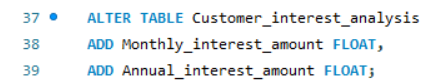 37 ALTER TABLE Customer_interest_analysis
38 ADD Monthly_interest_amount FLOAT,
39 ADD Annual_interest_amount FLOAT;